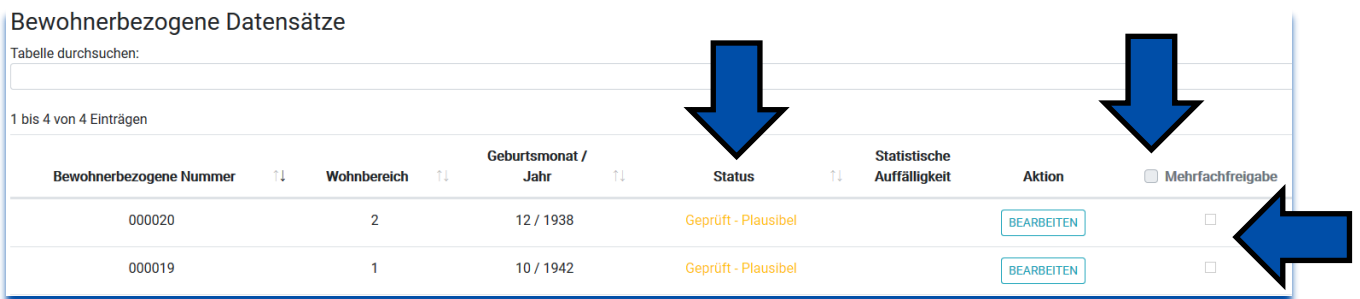 Bewohnerbezogene Datensätze
Tabelle durchsuchen:
1 bis 4 von 4 Einträgen
Bewohnerbezogene Nummer ↑↓ Wohnbereich ↑↓ Geburtsmonat / Jahr ↑↓ Status ↑↓ Statistische Auffälligkeit Aktion Mehrfachfreigabe
000020 2 12 / 1938 Geprüft - Plausibel BEARBEITEN
000019 1 10 / 1942 Geprüft - Plausibel BEARBEITEN